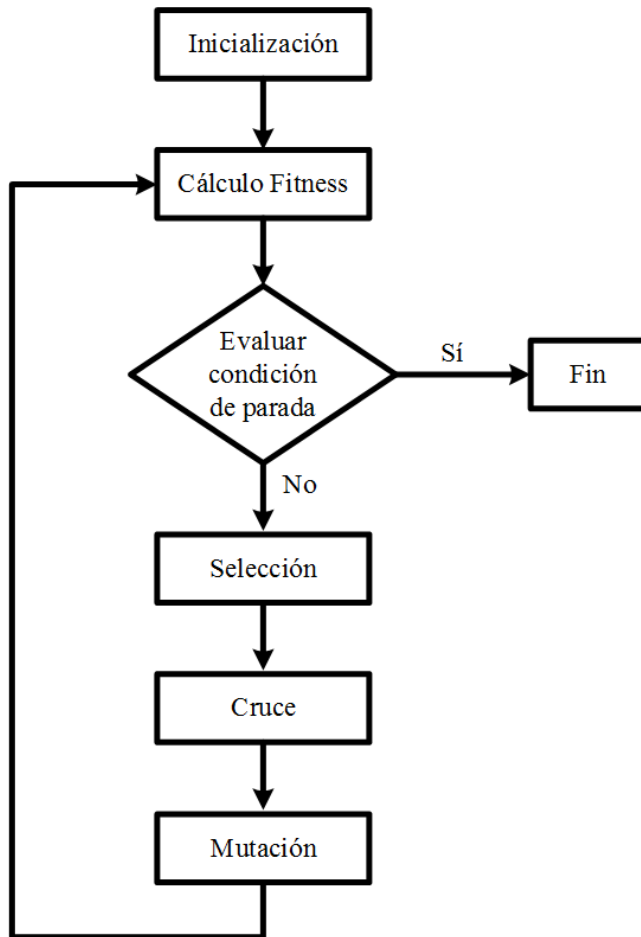 Inicialización
Cálculo Fitness
Evaluar
condición
de parada
Sí
Fin
No
Selección
Cruce
Mutación